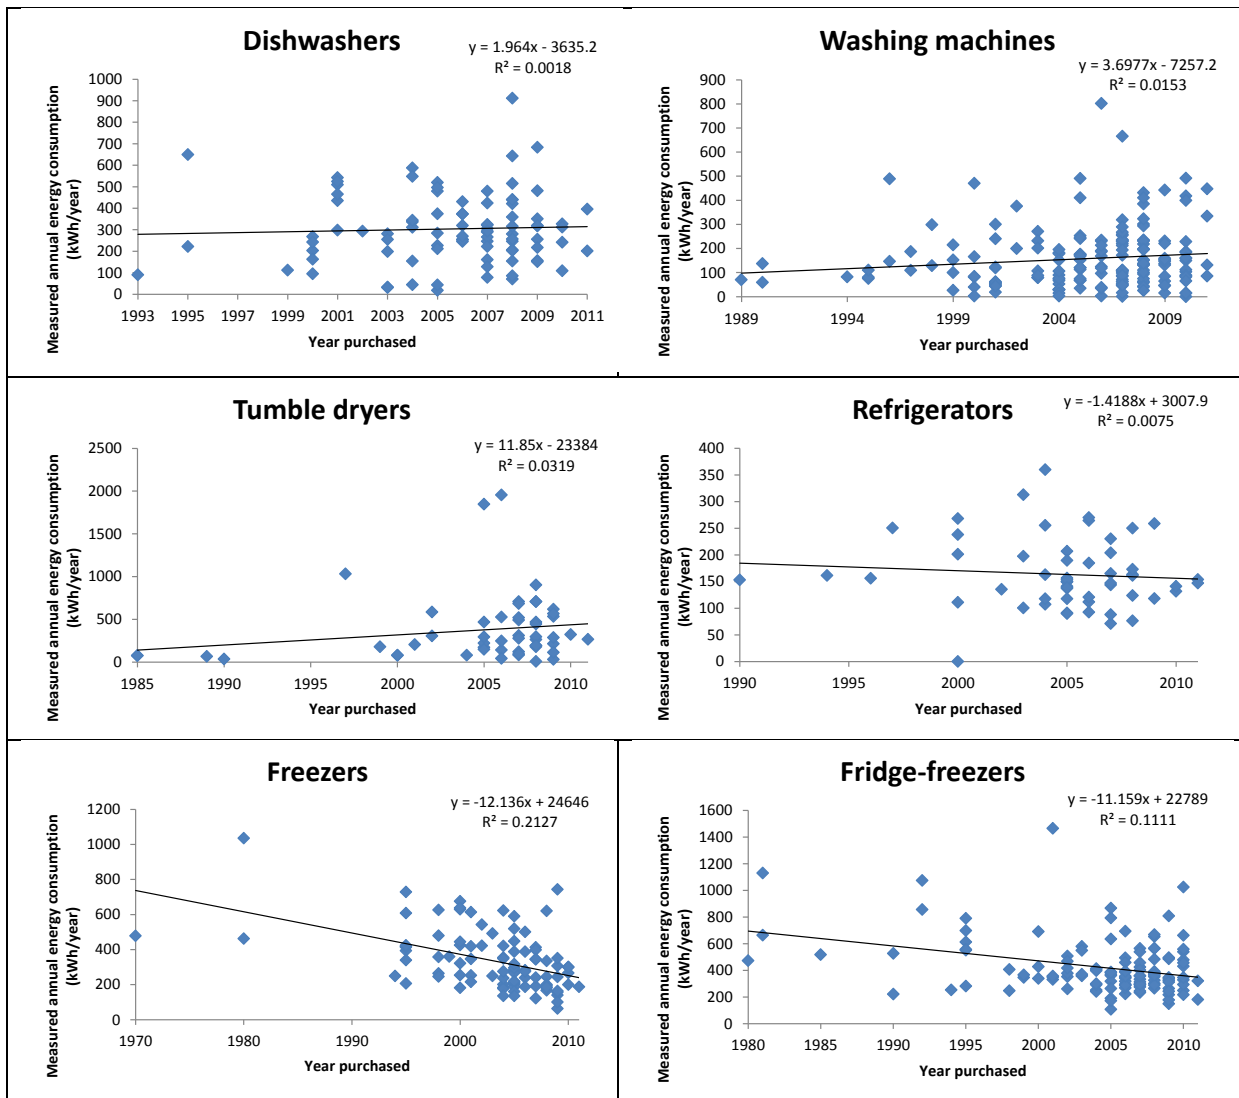 Dishwashers
y = 1.964x - 3635.2
R² = 0.0018
Measured annual energy consumption
(kWh/year)
1000
900
800
700
600
500
400
300
200
100
0
1993 1995 1997 1999 2001 2003 2005 2007 2009 2011
Year purchased
Washing machines
y = 3.6977x - 7257.2
R² = 0.0153
Measured annual energy consumption
(kWh/year)
900
800
700
600
500
400
300
200
100
0
1989 1994 1999 2004 2009
Year purchased
Tumble dryers
y = 11.85x - 23384
R² = 0.0319
Measured annual energy consumption
(kWh/year)
2500
2000
1500
1000
500
0
1985 1990 1995 2000 2005 2010
Year purchased
Refrigerators
y = -1.4188x + 3007.9
R² = 0.0075
Measured annual energy consumption
(kWh/year)
400
350
300
250
200
150
100
50
0
1990 1995 2000 2005 2010
Year purchased
Freezers
y = -12.136x + 24646
R² = 0.2127
Measured annual energy consumption
(kWh/year)
1200
1000
800
600
400
200
0
1970 1980 1990 2000 2010
Year purchased
Fridge-freezers
y = -11.159x + 22789
R² = 0.1111
Measured annual energy consumption
(kWh/year)
1600
1400
1200
1000
800
600
400
200
0
1980 1985 1990 1995 2000 2005 2010
Year purchased